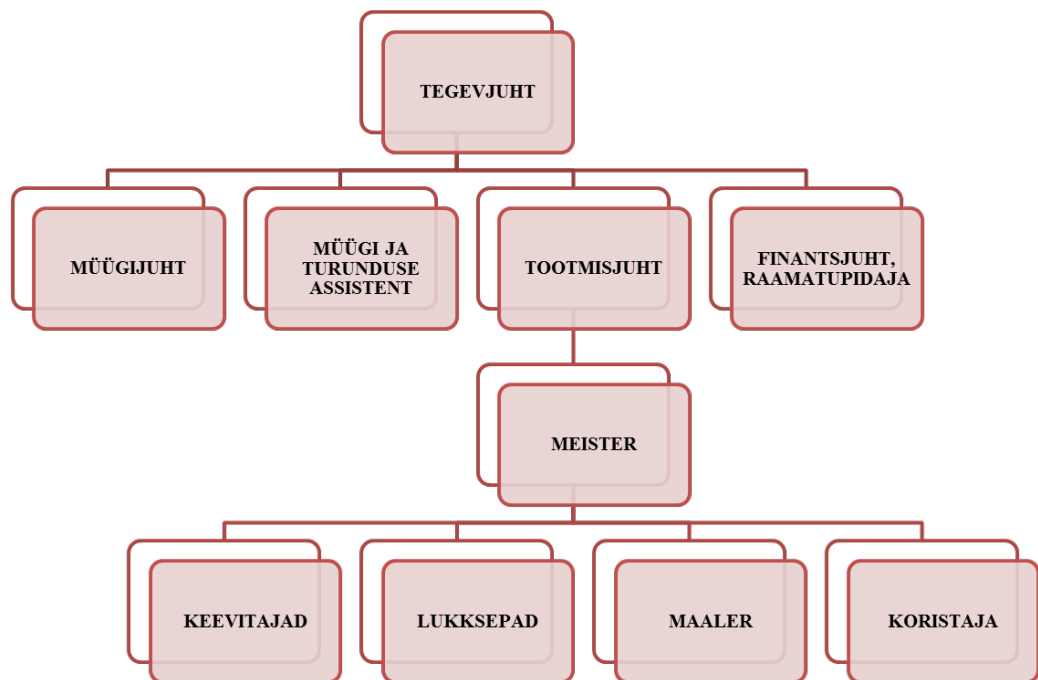 TEGEVJUHT
MÜÜGIJUHT
MÜÜGI JA
TURUNDUSE
ASSISTENT
TOOTMISJUHT
FINANTSJUHT,
RAAMATUPIDAJA
MEISTER
KEEVITAJAD
LUKKSEPAD
MAALER
KORISTAJA